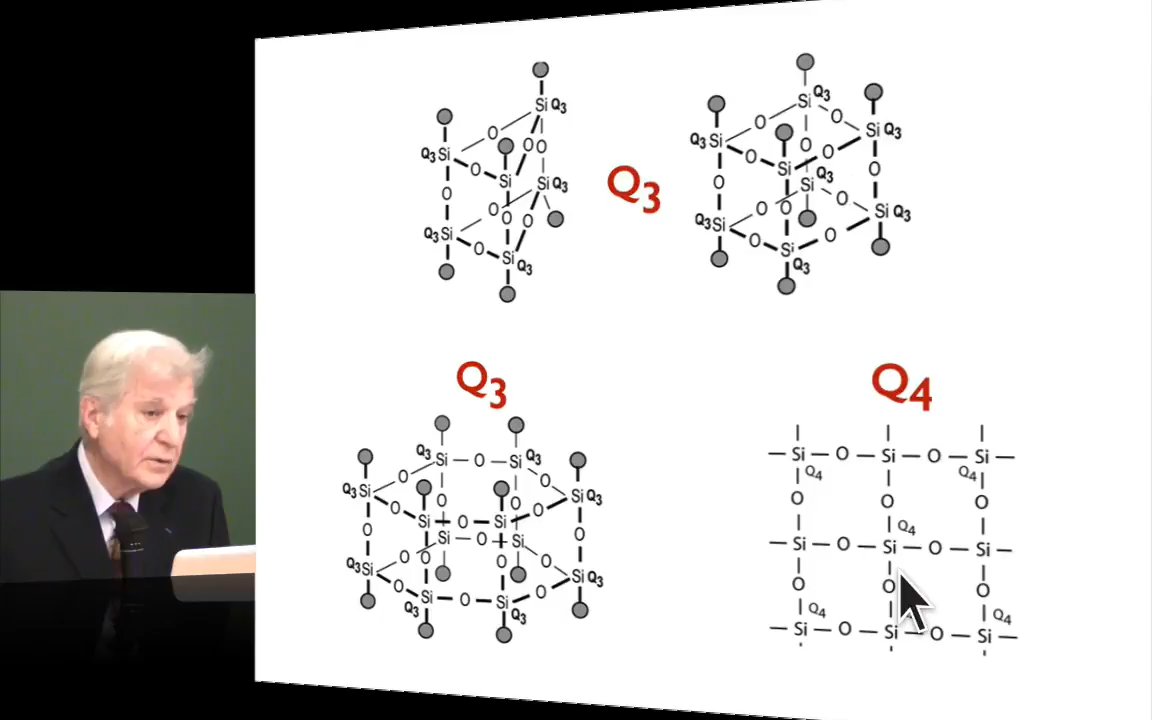 Q3
Si Q3
Q3 Si O
O O
O Si
O Si Q3
O O
Q3 Si O O
O Si Q3
Q3
Si Q3
O O
Q3 Si Si Q3
O O O
Si O
O Si Q3
O O O
Q3 Si O Si Q3
O O
Si Q3
Q3
Q3 Si — O — Si Q3
O O
Q3 Si O O Si Q3
O O
O Si O Si O
Si O Si
O O O O
Q3 Si O O Si Q3
O Si O Si O
Q3 Q3
Q4
— Si — O — Si — O — Si —
Q4 Q4
O O O
Q4
— Si — O — Si — O — Si —
O O O
Q4 Q4
— Si — O — Si — O — Si —